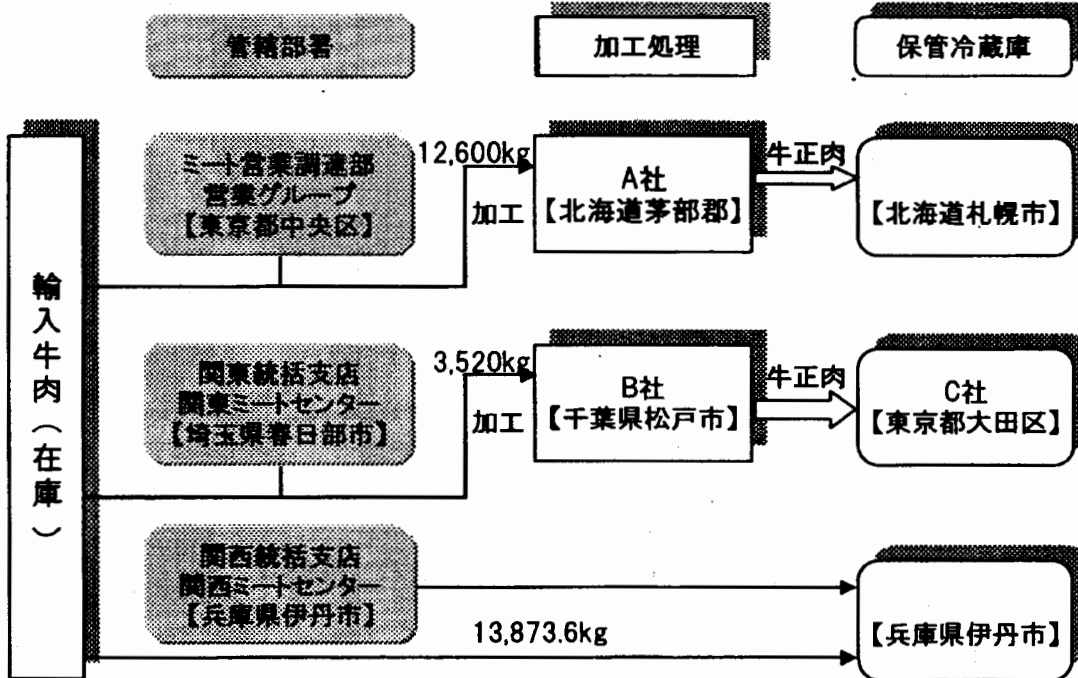 管轄部署
加工処理
保管冷蔵庫
輸入牛肉(在庫)
ミート営業調達部
営業グループ
【東京都中央区】
12,600kg
加工
A社
【北海道茅部郡】
牛正肉
【北海道札幌市】
関東統括支店
関東ミートセンター
【埼玉県春日部市】
3,520kg
加工
B社
【千葉県松戸市】
牛正肉
C社
【東京都大田区】
関西統括支店
関西ミートセンター
【兵庫県伊丹市】
13,873.6kg
【兵庫県伊丹市】